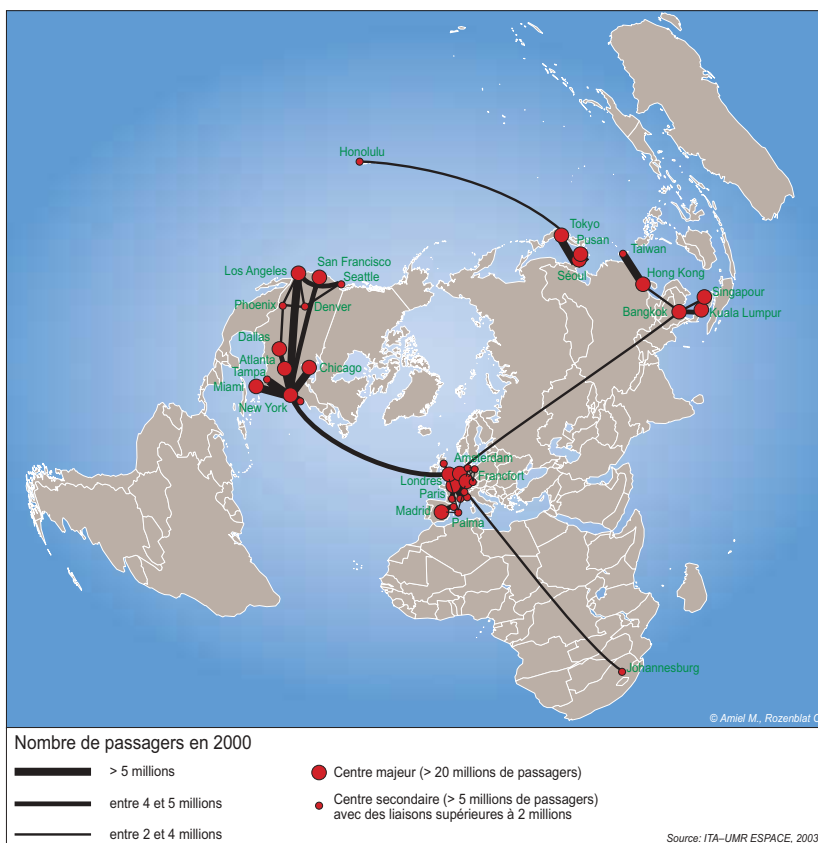 Honolulu
Tokyo
Pusan
Taiwan
Séoul
Hong Kong
Singapour
Bangkok
Kuala Lumpur
San Francisco
Los Angeles
Seattle
Phoenix
Denver
Dallas
Atlanta
Chicago
Tampa
Miami
New York
Amsterdam
Londres
Francfort
Paris
Madrid
Palma
Johannesburg
© Amiel M., Rozenblat C
Nombre de passagers en 2000
> 5 millions
Centre majeur (> 20 millions de passagers)
entre 4 et 5 millions
Centre secondaire (> 5 millions de passagers)
avec des liaisons supérieures à 2 millions
entre 2 et 4 millions
Source: ITA–UMR ESPACE, 2003